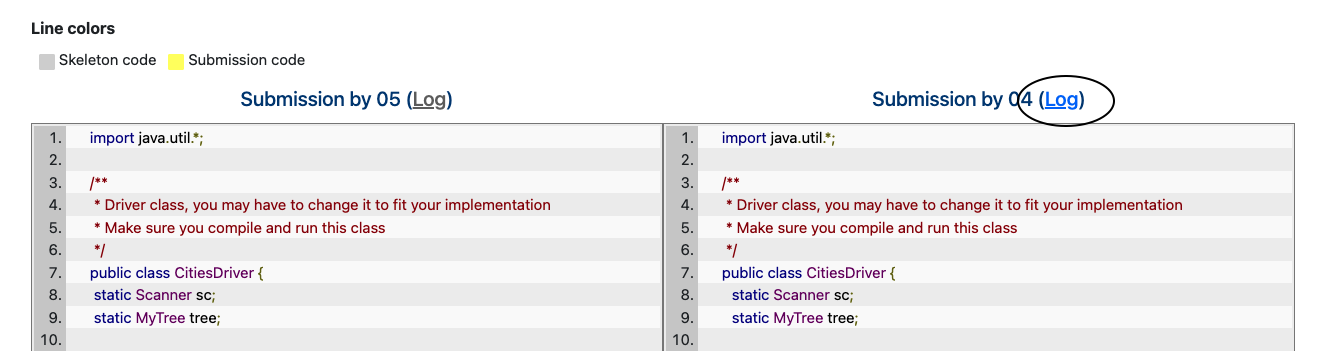 Line colors
Skeleton code Submission code
Submission by 05 (Log)
1. import java.util.*;
2.
3. /**
4. * Driver class, you may have to change it to fit your implementation
5. * Make sure you compile and run this class
6. */
7. public class CitiesDriver {
8. static Scanner sc;
9. static MyTree tree;
10.
Submission by 04 (Log)
1. import java.util.*;
2.
3. /**
4. * Driver class, you may have to change it to fit your implementation
5. * Make sure you compile and run this class
6. */
7. public class CitiesDriver {
8. static Scanner sc;
9. static MyTree tree;
10.